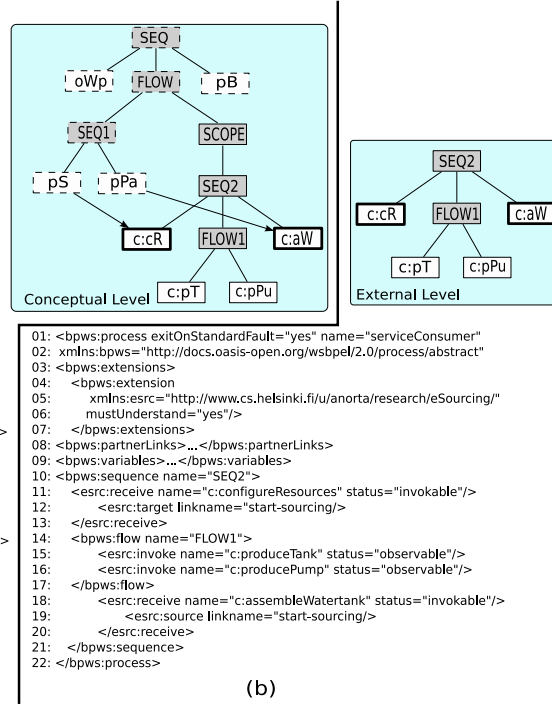 SEQ
oWp
FLOW
pB
SEQ1
SCOPE
pS
pPa
SEQ2
c:cR
FLOW1
c:aW
c:pT
c:pPu
Conceptual Level
SEQ2
c:cR
FLOW1
c:aW
c:pT
c:pPu
External Level
01: <bpws:process exitOnStandardFault="yes" name="serviceConsumer"
02: xmlns:bpws="http://docs.oasis-open.org/wsbpel/2.0/process/abstract"
03: <bpws:extensions>
04: <bpws:extension
05: xmlns:esrc="http://www.cs.helsinki.fi/u/anorta/research/eSourcing/"
06: mustUnderstand="yes"/>
07: </bpws:extensions>
>
08: <bpws:partnerLinks>...</bpws:partnerLinks>
09: <bpws:variables>...</bpws:variables>
10: <bpws:sequence name="SEQ2">
11: <esrc:receive name="c:configureResources" status="invokable"/>
12: <esrc:target linkname="start-sourcing/>
13: </esrc:receive>
14: <bpws:flow name="FLOW1">
15: <esrc:invoke name="c:produceTank" status="observable"/>
>
16: <esrc:invoke name="c:producePump" status="observable"/>
17: </bpws:flow>
18: <esrc:receive name="c:assembleWatertank" status="invokable"/>
19: <esrc:source linkname="start-sourcing/>
20: </esrc:receive>
21: </bpws:sequence>
22: </bpws:process>
(b)